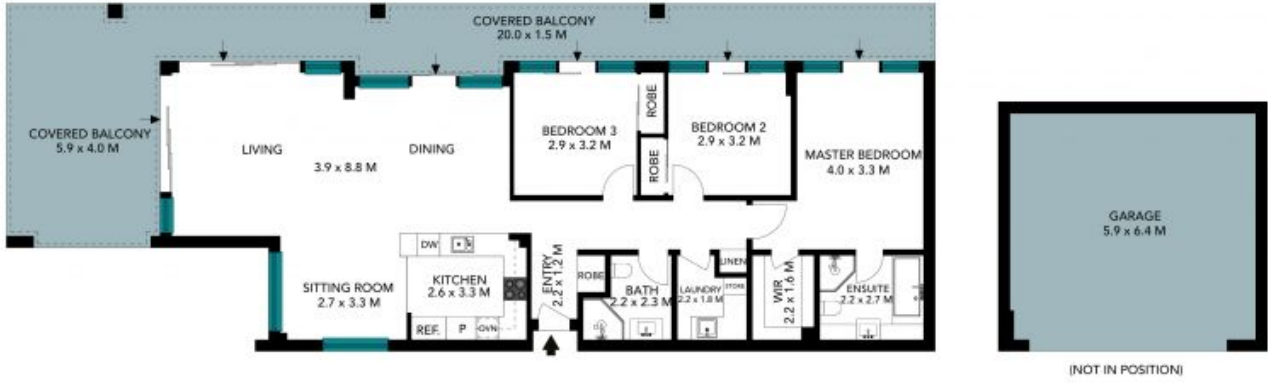 COVERED BALCONY
20.0 x 1.5 M
COVERED BALCONY
5.9 x 4.0 M
LIVING
DINING
3.9 x 8.8 M
BEDROOM 3
2.9 x 3.2 M
ROBE
ROBE
BEDROOM 2
2.9 x 3.2 M
MASTER BEDROOM
4.0 x 3.3 M
GARAGE
5.9 x 6.4 M
SITTING ROOM
2.7 x 3.3 M
DW
KITCHEN
2.6 x 3.3 M
REF.
P
OVN
ENTRY
2.2 x 1.2 M
ROBE
BATH
2.2 x 2.3 M
LAUNDRY
2.2 x 1.8 M
LINEN
STORE
WIR
2.2 x 1.6 M
ENSUITE
2.2 x 2.7 M
(NOT IN POSITION)